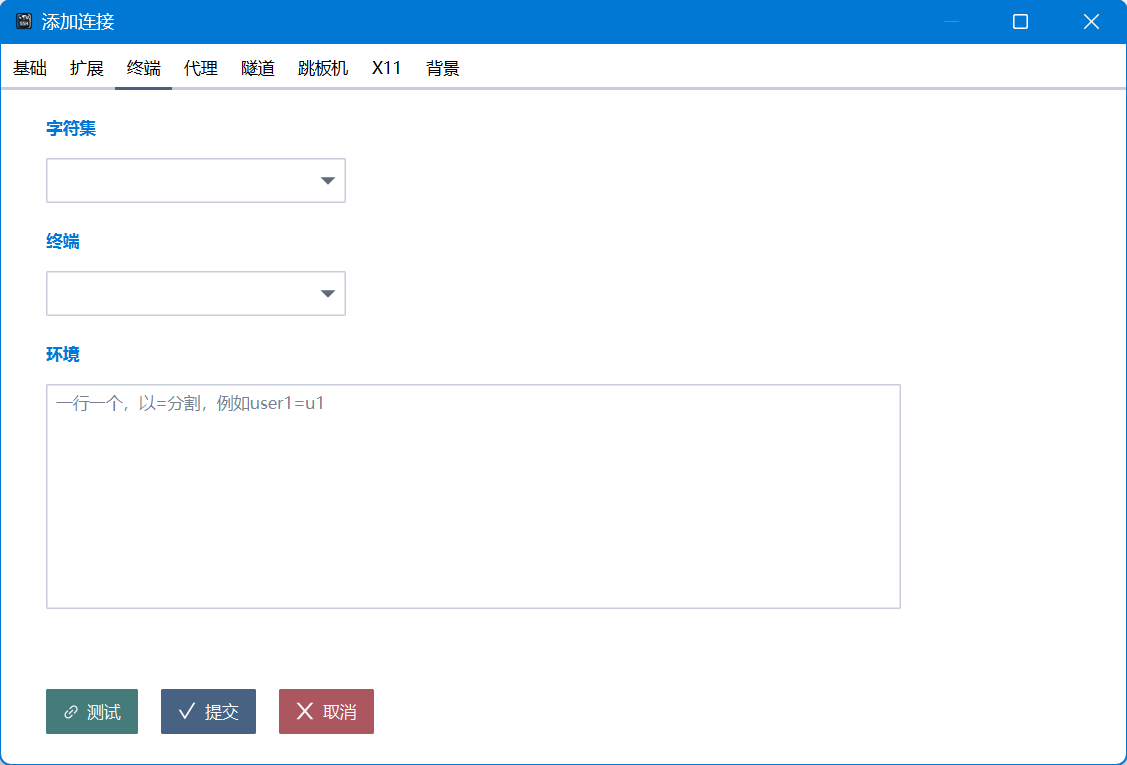 添加连接
基础 扩展 终端 代理 隧道 跳板机 X11 背景
字符集
终端
环境
一行一个，以=分割，例如user1=u1
测试 提交 取消